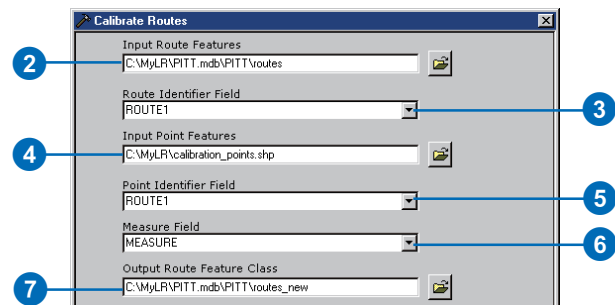 Calibrate Routes
Input Route Features
2
C:\MyLR\PITT.mdb\PITT\routes
Route Identifier Field
ROUTE1
3
Input Point Features
4
C:\MyLR\calibration_points.shp
Point Identifier Field
ROUTE1
5
Measure Field
MEASURE
6
Output Route Feature Class
7
C:\MyLR\PITT.mdb\PITT\routes_new